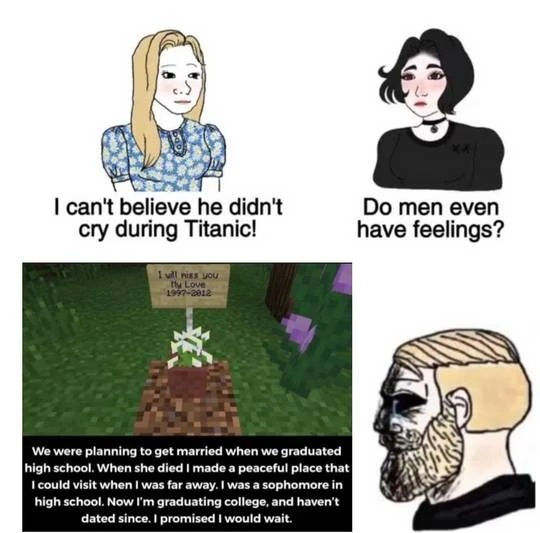 I can't believe he didn't
cry during Titanic!
Do men even
have feelings?
I will miss you
My Love
1997-2012
We were planning to get married when we graduated
high school. When she died I made a peaceful place that
I could visit when I was far away. I was a sophomore in
high school. Now I'm graduating college, and haven't
dated since. I promised I would wait.